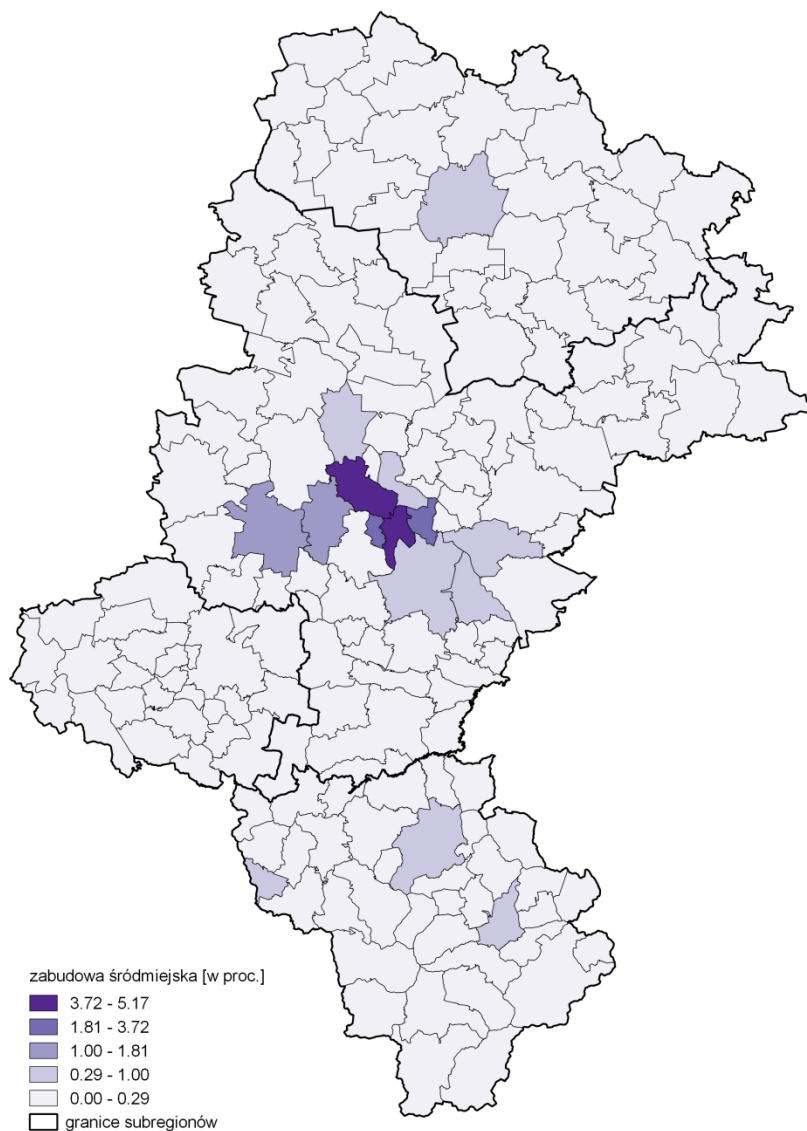 zabudowa śródmiejska [w proc.]
3.72 - 5.17
1.81 - 3.72
1.00 - 1.81
0.29 - 1.00
0.00 - 0.29
granice subregionów